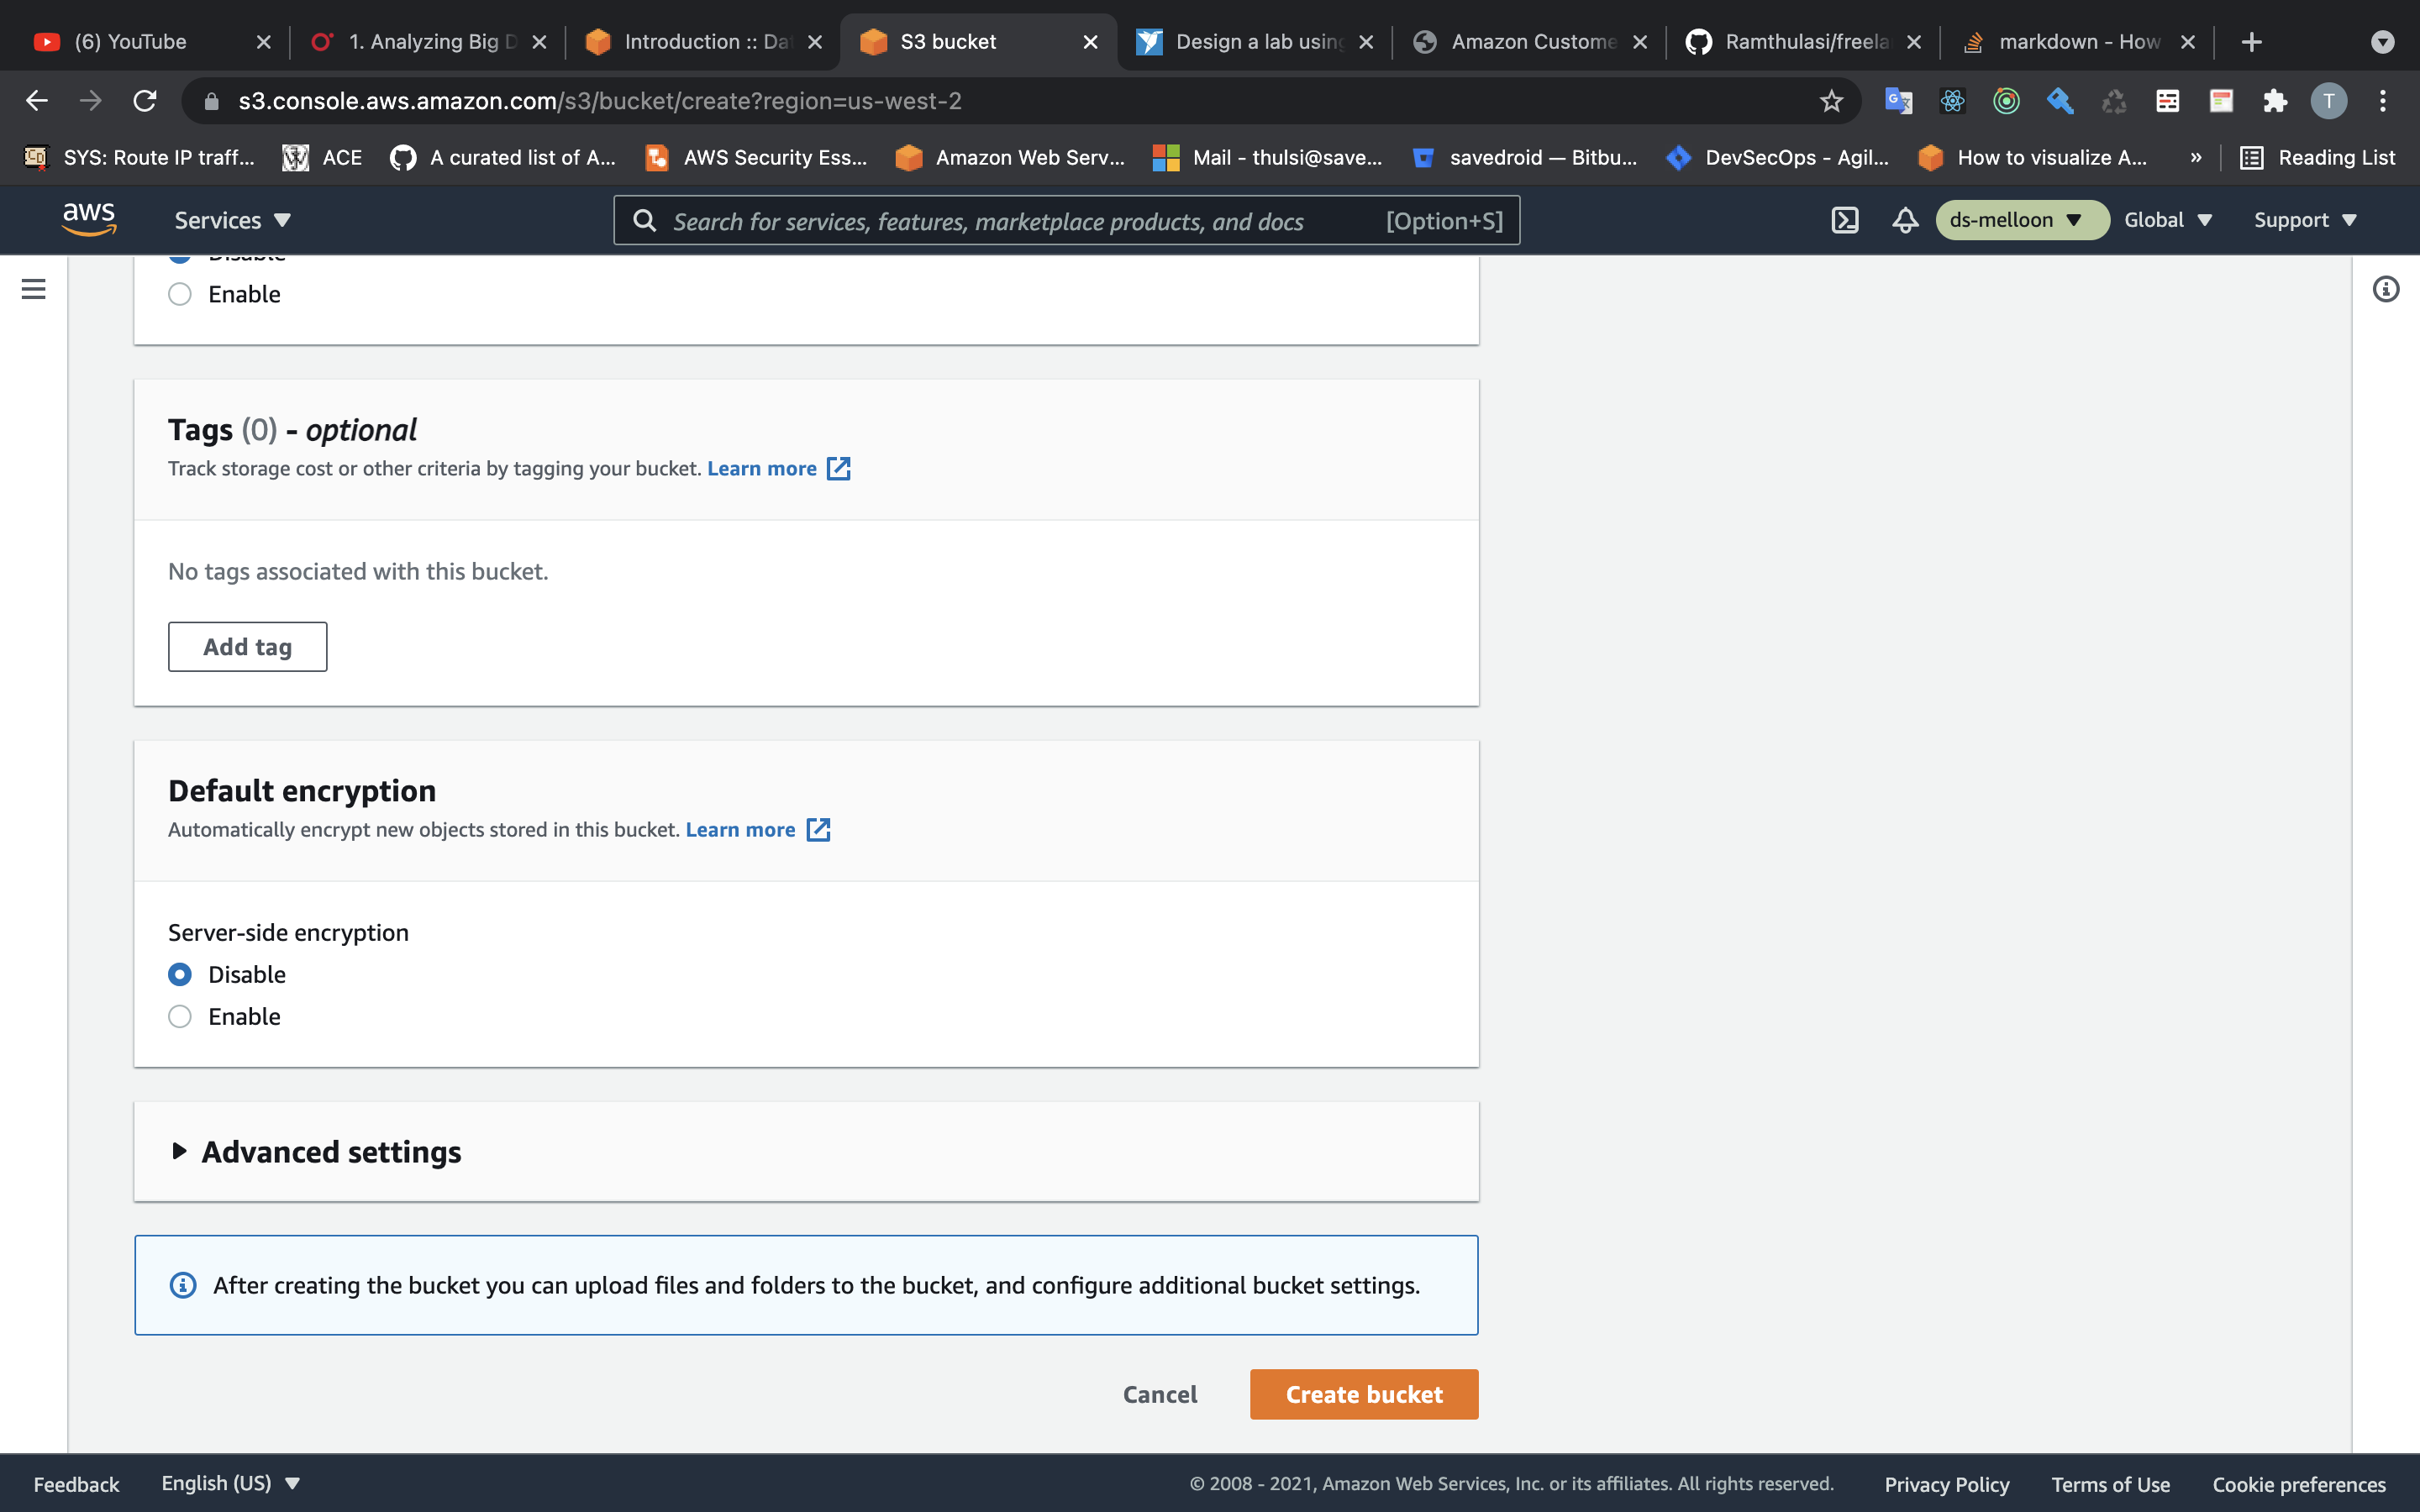 (6) YouTube
1. Analyzing Big D
Introduction :: Dat
S3 bucket
Design a lab using
Amazon Custome
Ramthulasi/freela
markdown - How
s3.console.aws.amazon.com/s3/bucket/create?region=us-west-2
T
SYS: Route IP traff...
ACE
A curated list of A...
AWS Security Ess...
Amazon Web Serv...
Mail - thulsi@save...
savedroid — Bitbu...
DevSecOps - Agil...
How to visualize A...
»
Reading List
aws
Services
Search for services, features, marketplace products, and docs [Option+S]
ds-melloon
Global
Support
Disable
Enable
Tags (0) - optional
Track storage cost or other criteria by tagging your bucket. Learn more
No tags associated with this bucket.
Add tag
Default encryption
Automatically encrypt new objects stored in this bucket. Learn more
Server-side encryption
Disable
Enable
Advanced settings
After creating the bucket you can upload files and folders to the bucket, and configure additional bucket settings.
Cancel
Create bucket
Feedback
English (US)
© 2008 - 2021, Amazon Web Services, Inc. or its affiliates. All rights reserved.
Privacy Policy
Terms of Use
Cookie preferences